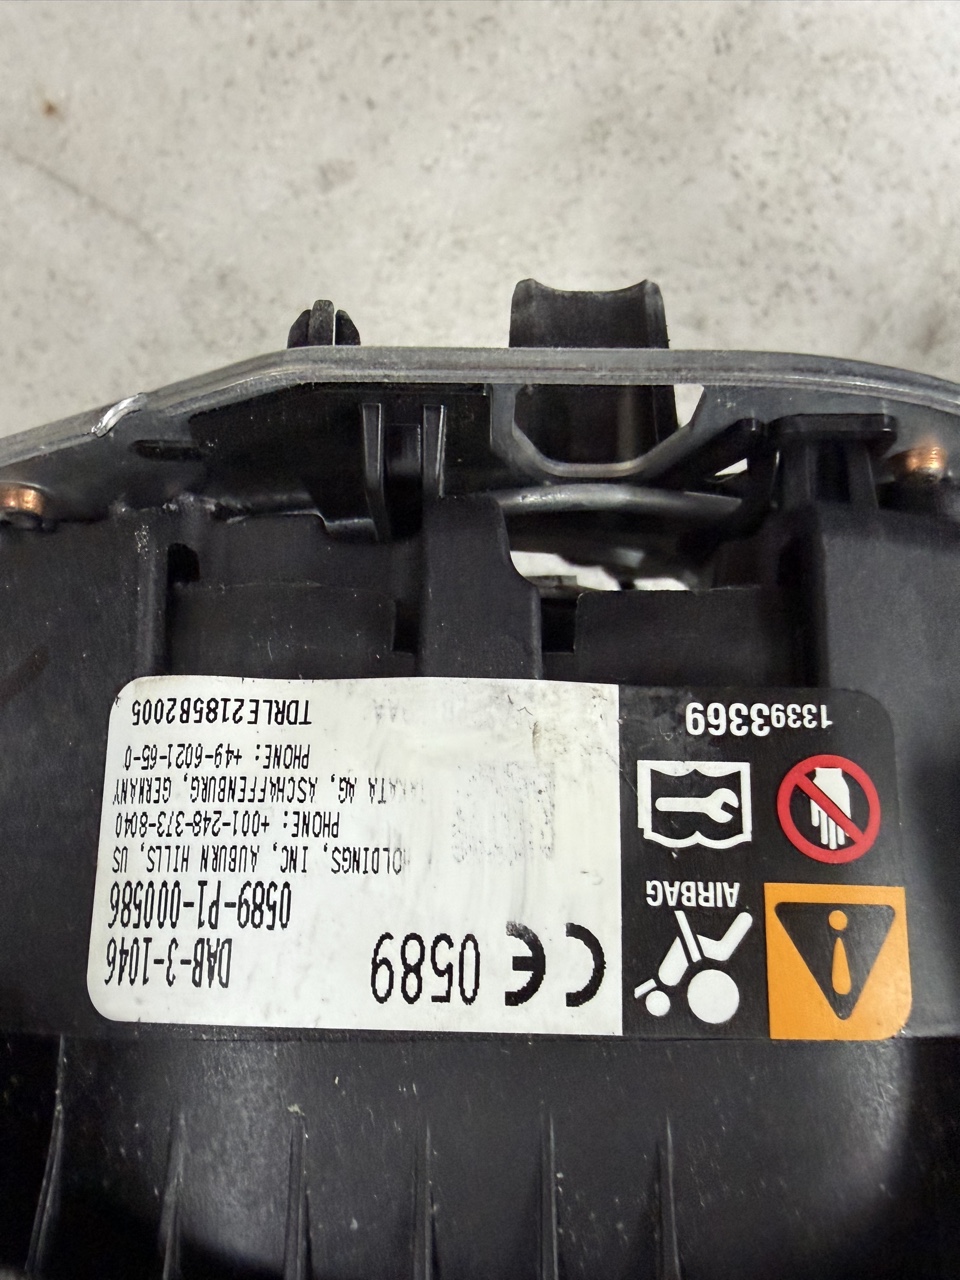 CE 0589
DAB-3-1046
0589-P1-000586
HOLDINGS, INC, AUBURN HILLS, US
PHONE: +001-248-373-8040
AG, ASCHAFFENBURG, GERMANY
PHONE: +49-6021-65-0
TDRLE2185B2005
AIRBAG
13393369